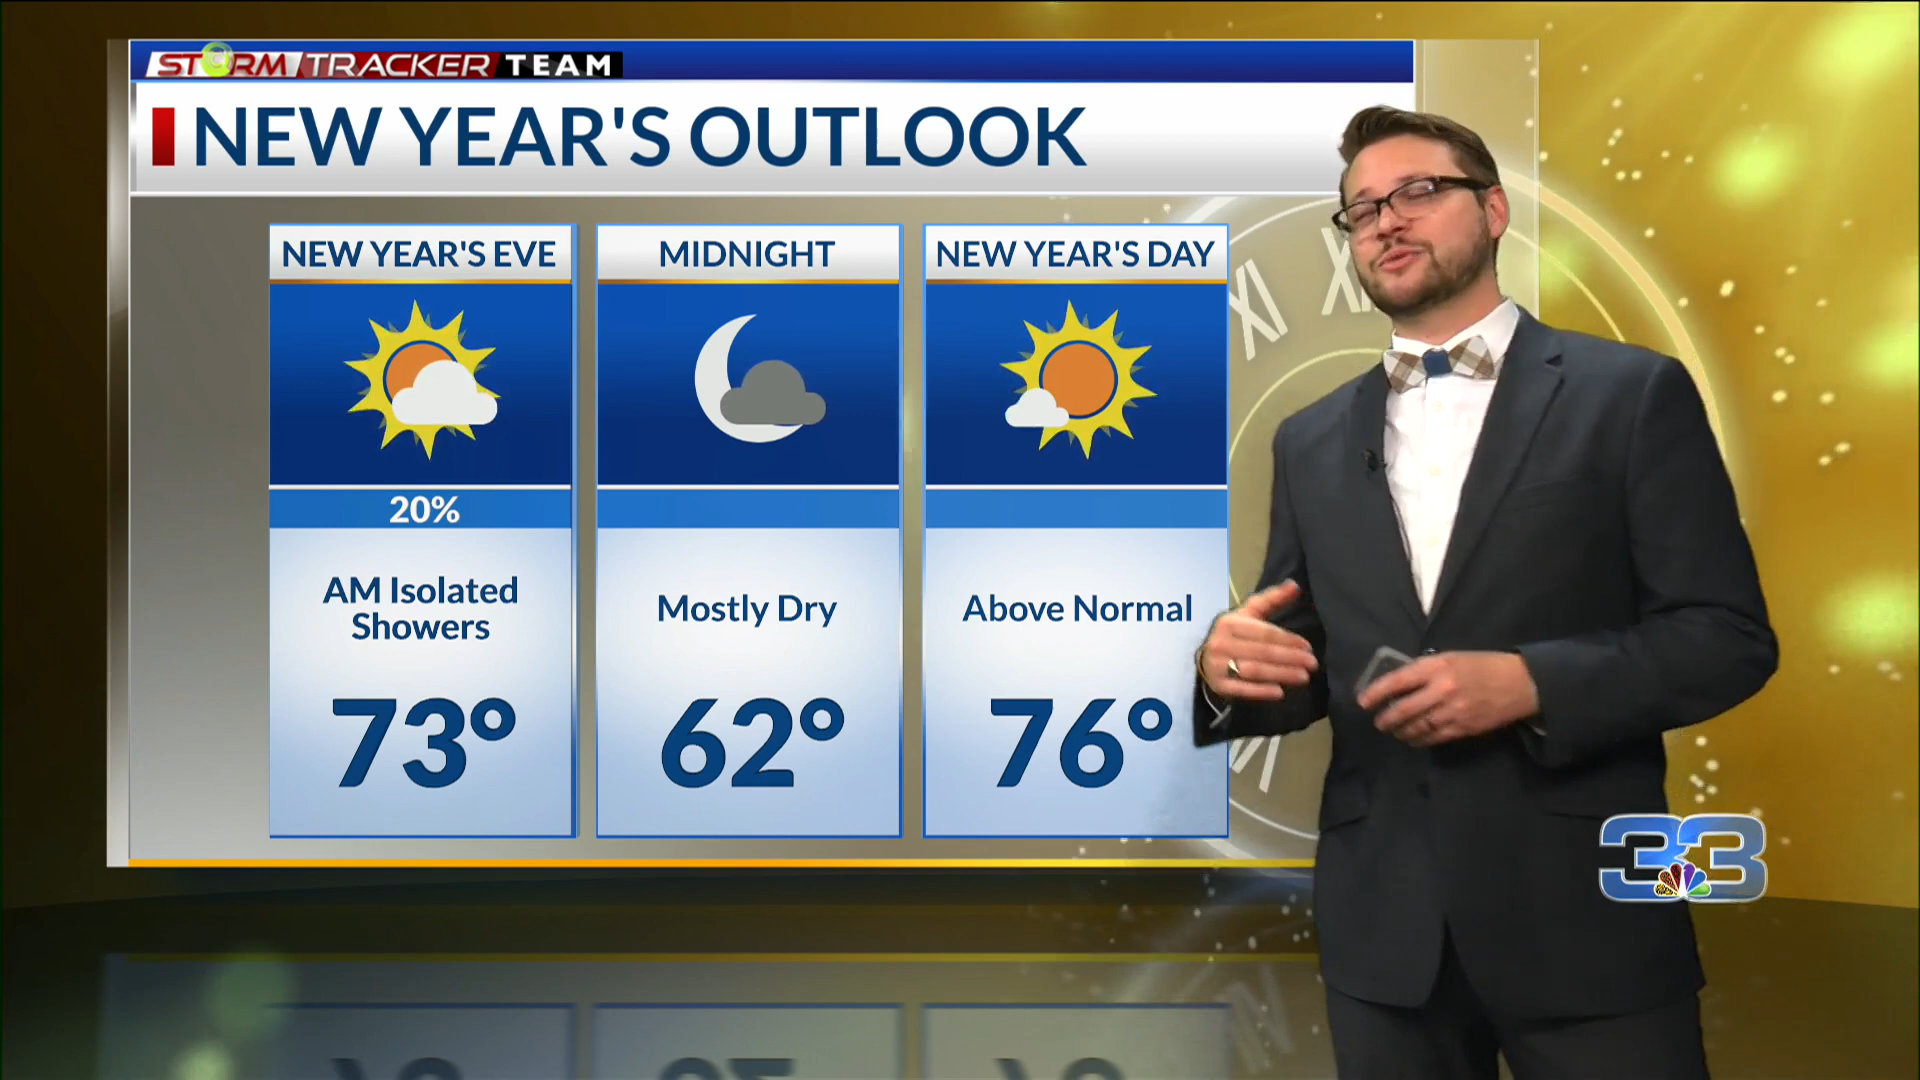 STORM TRACKER TEAM
NEW YEAR'S OUTLOOK
NEW YEAR'S EVE
MIDNIGHT
NEW YEAR'S DAY
XI
20%
AM Isolated
Showers
Mostly Dry
Above Normal
73°
62°
76°
33